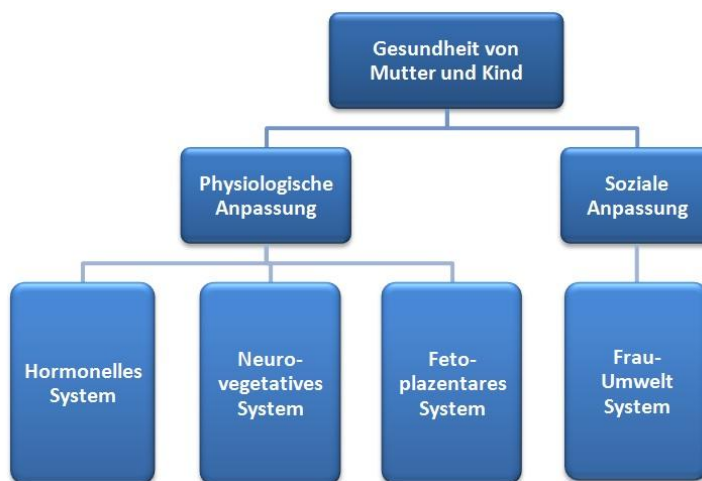 Gesundheit von
Mutter und Kind
Physiologische
Anpassung
Soziale
Anpassung
Hormonelles
System
Neuro-
vegetatives
System
Feto-
plazentares
System
Frau-
Umwelt
System